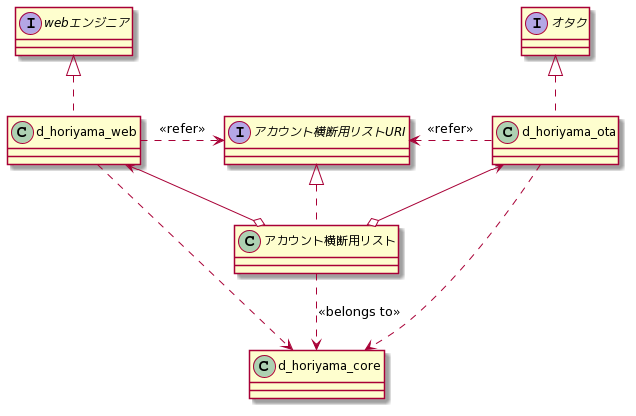 I webエンジニア
I オタク
C d_horiyama_web
«refer»
I アカウント横断用リストURI
«refer»
C d_horiyama_ota
C アカウント横断用リスト
«belongs to»
C d_horiyama_core